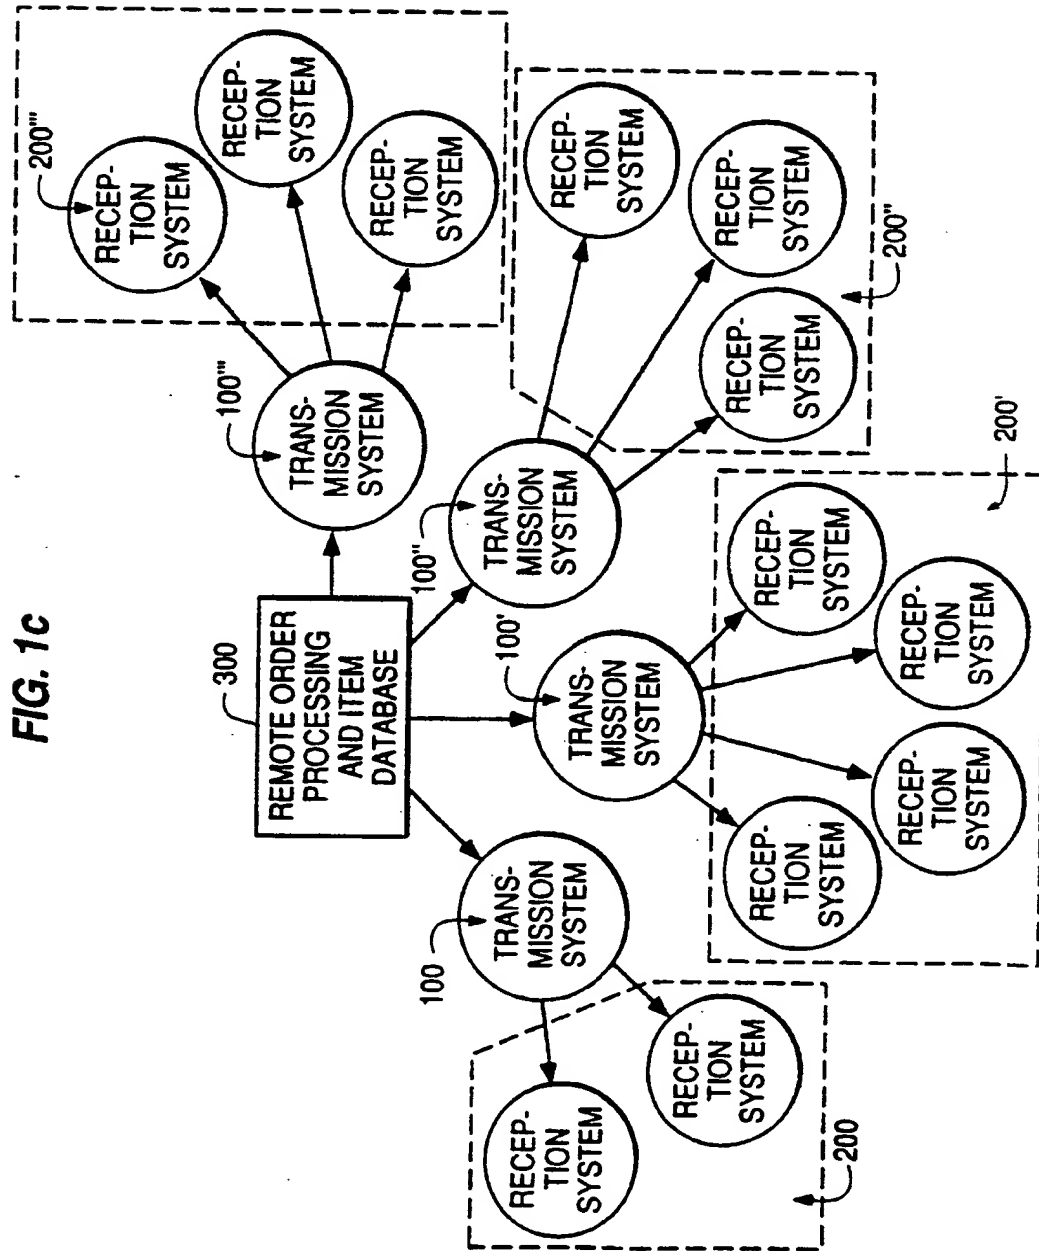 FIG. 1c
300
REMOTE ORDER
PROCESSING
AND ITEM
DATABASE
100
TRANS-
MISSION
SYSTEM
100'
TRANS-
MISSION
SYSTEM
100"
TRANS-
MISSION
SYSTEM
100'"
TRANS-
MISSION
SYSTEM
RECEP-
TION
SYSTEM
RECEP-
TION
SYSTEM
200
RECEP-
TION
SYSTEM
RECEP-
TION
SYSTEM
RECEP-
TION
SYSTEM
RECEP-
TION
SYSTEM
200'
RECEP-
TION
SYSTEM
RECEP-
TION
SYSTEM
RECEP-
TION
SYSTEM
200"
200'"
RECEP-
TION
SYSTEM
RECEP-
TION
SYSTEM
RECEP-
TION
SYSTEM